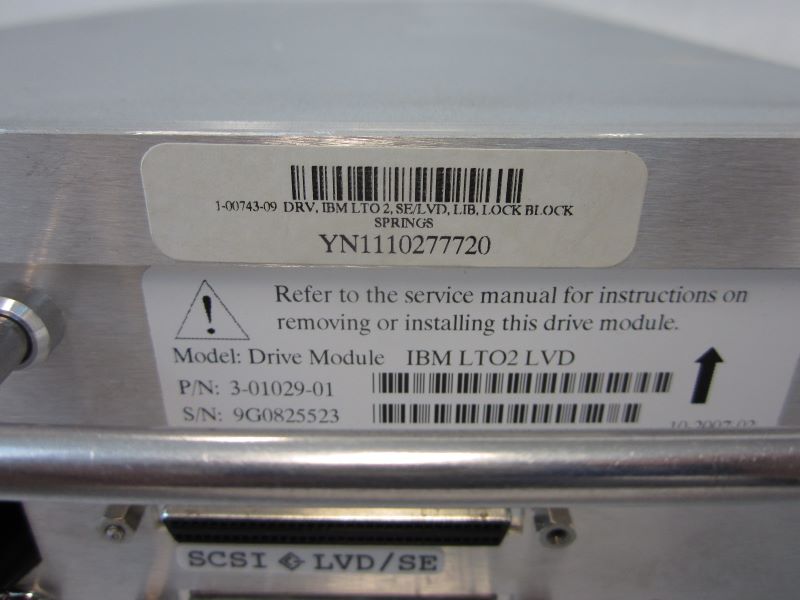 1-00743-09 DRV, IBM LTO 2, SE/LVD, LIB, LOCK BLOCK
SPRINGS
YN1110277720
Refer to the service manual for instructions on
removing or installing this drive module.
Model: Drive Module IBM LTO2 LVD
P/N: 3-01029-01
S/N: 9G0825523
SCSI LVD/SE